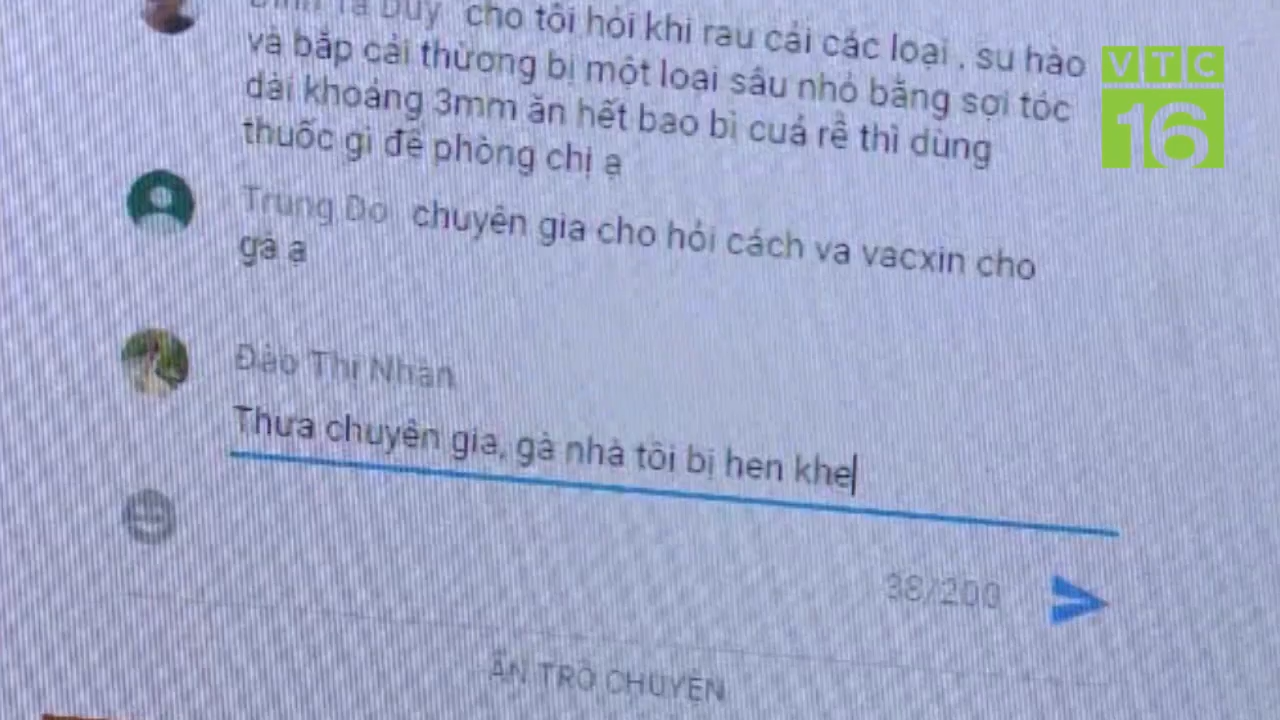 Tạ Duy cho tôi hỏi khi rau cải các loại , su hào
và bắp cải thường bị một loại sâu nhỏ bằng sợi tóc
dài khoảng 3mm ăn hết bao bì cuả rễ thì dùng
thuốc gì để phòng chị ạ
Trung Do chuyên gia cho hỏi cách va vacxin cho
gà ạ
Đào Thị Nhàn
Thưa chuyên gia, gà nhà tôi bị hen khẹ
38/200
ẨN TRÒ CHUYỆN
VTC
16